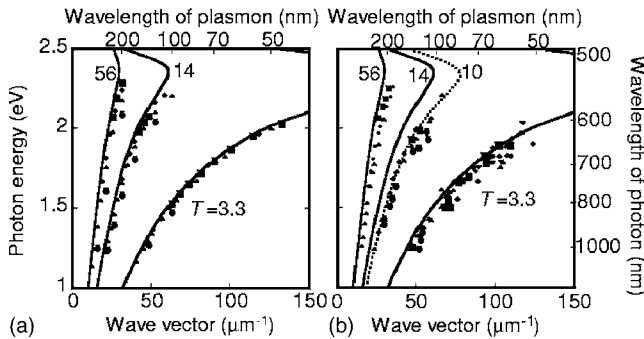 Wavelength of plasmon (nm)
200 100 70 50
2.5
2
1.5
1
Photon energy (eV)
56
14
T=3.3
0 50 100 150
Wave vector (μm⁻¹)
(a)
Wavelength of plasmon (nm)
200 100 70 50
56
14
10
T=3.3
0 50 100 150
Wave vector (μm⁻¹)
(b)
500
600
700
800
1000
Wavelength of photon (nm)